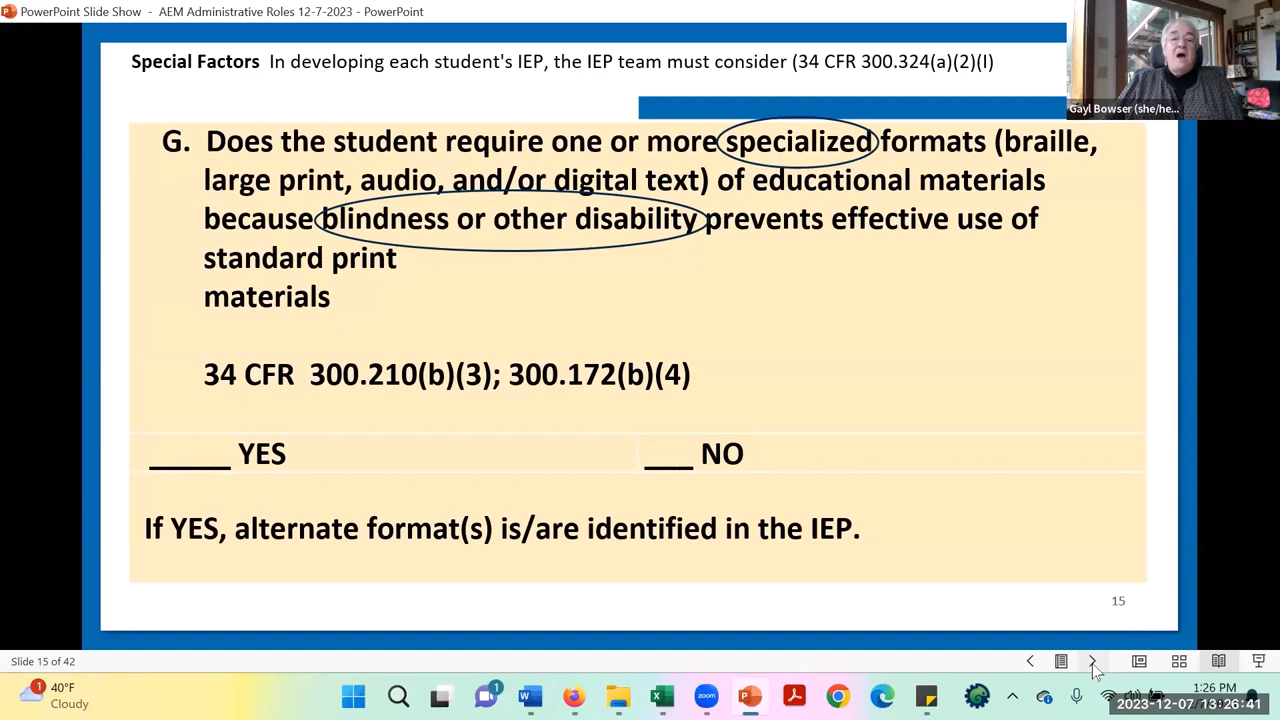 PowerPoint Slide Show - AEM Administrative Roles 12-7-2023 - PowerPoint
Special Factors In developing each student's IEP, the IEP team must consider (34 CFR 300.324(a)(2)(I)
Gayl Bowser (she/he...
G. Does the student require one or more specialized formats (braille,
large print, audio, and/or digital text) of educational materials
because blindness or other disability prevents effective use of
standard print
materials
34 CFR 300.210(b)(3); 300.172(b)(4)
_____ YES
___ NO
If YES, alternate format(s) is/are identified in the IEP.
15
Slide 15 of 42
1
40°F
Cloudy
1
zoom
1:26 PM
2023-12-07 13:26:41